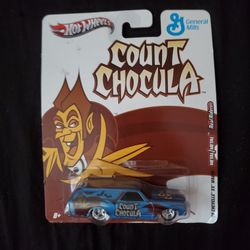 Hot Wheels
General
Mills
COUNT
CHOCULA
COUNT
CHOCULA
8+